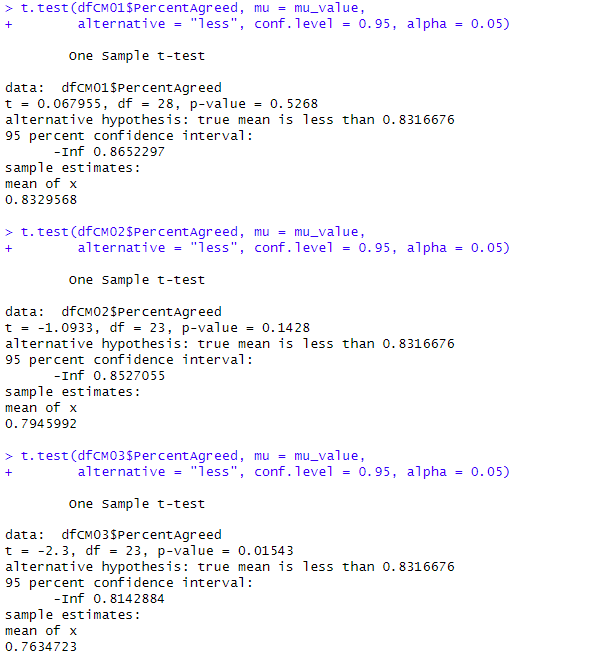 > t.test(dfCM01$PercentAgreed, mu = mu_value,
+        alternative = "less", conf.level = 0.95, alpha = 0.05)
        One Sample t-test
data:  dfCM01$PercentAgreed
t = 0.067955, df = 28, p-value = 0.5268
alternative hypothesis: true mean is less than 0.8316676
95 percent confidence interval:
      -Inf 0.8652297
sample estimates:
mean of x
0.8329568
> t.test(dfCM02$PercentAgreed, mu = mu_value,
+        alternative = "less", conf.level = 0.95, alpha = 0.05)
        One Sample t-test
data:  dfCM02$PercentAgreed
t = -1.0933, df = 23, p-value = 0.1428
alternative hypothesis: true mean is less than 0.8316676
95 percent confidence interval:
      -Inf 0.8527055
sample estimates:
mean of x
0.7945992
> t.test(dfCM03$PercentAgreed, mu = mu_value,
+        alternative = "less", conf.level = 0.95, alpha = 0.05)
        One Sample t-test
data:  dfCM03$PercentAgreed
t = -2.3, df = 23, p-value = 0.01543
alternative hypothesis: true mean is less than 0.8316676
95 percent confidence interval:
      -Inf 0.8142884
sample estimates:
mean of x
0.7634723